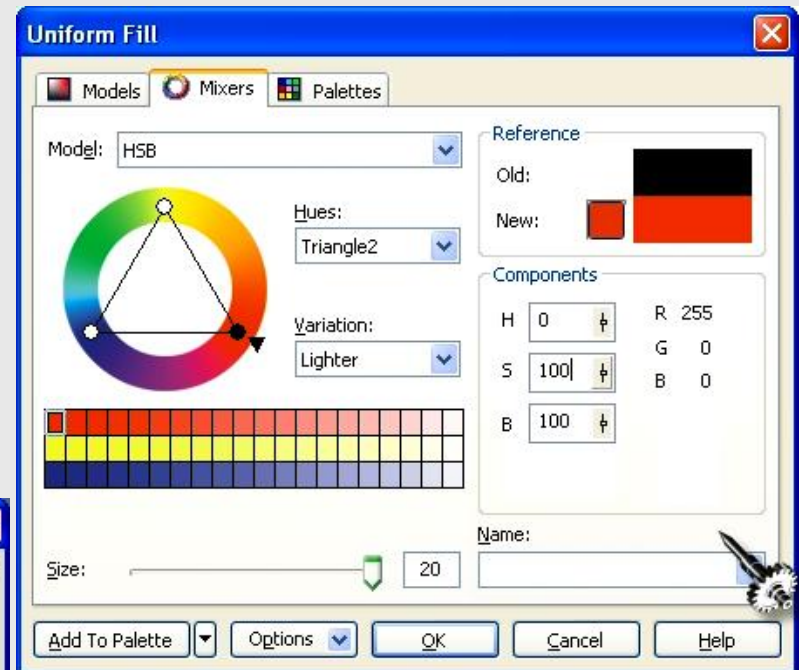 Uniform Fill
Models Mixers Palettes
Model: HSB
Hues:
Triangle2
Variation:
Lighter
Size: 20
Reference
Old:
New:
Components
H 0 R 255
G 0
S 100 B 0
B 100
Name:
Add To Palette Options OK Cancel Help